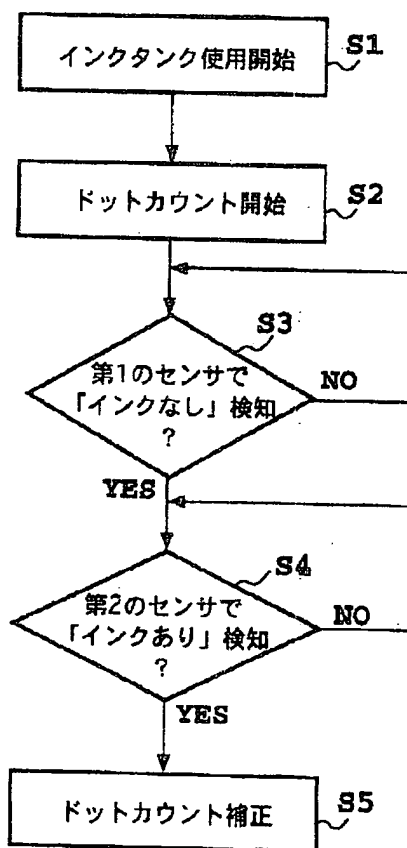 インクタンク使用開始
S1
ドットカウント開始
S2
S3
第1のセンサで
「インクなし」検知
?
NO
YES
S4
第2のセンサで
「インクあり」検知
?
NO
YES
ドットカウント補正
S5